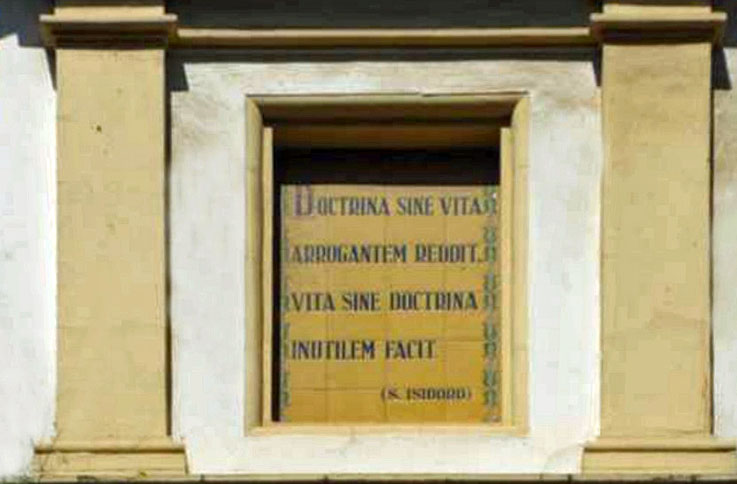 DOCTRINA SINE VITA
ARROGANTEM REDDIT.
VITA SINE DOCTRINA
INUTILEM FACIT.
(S. ISIDORO)